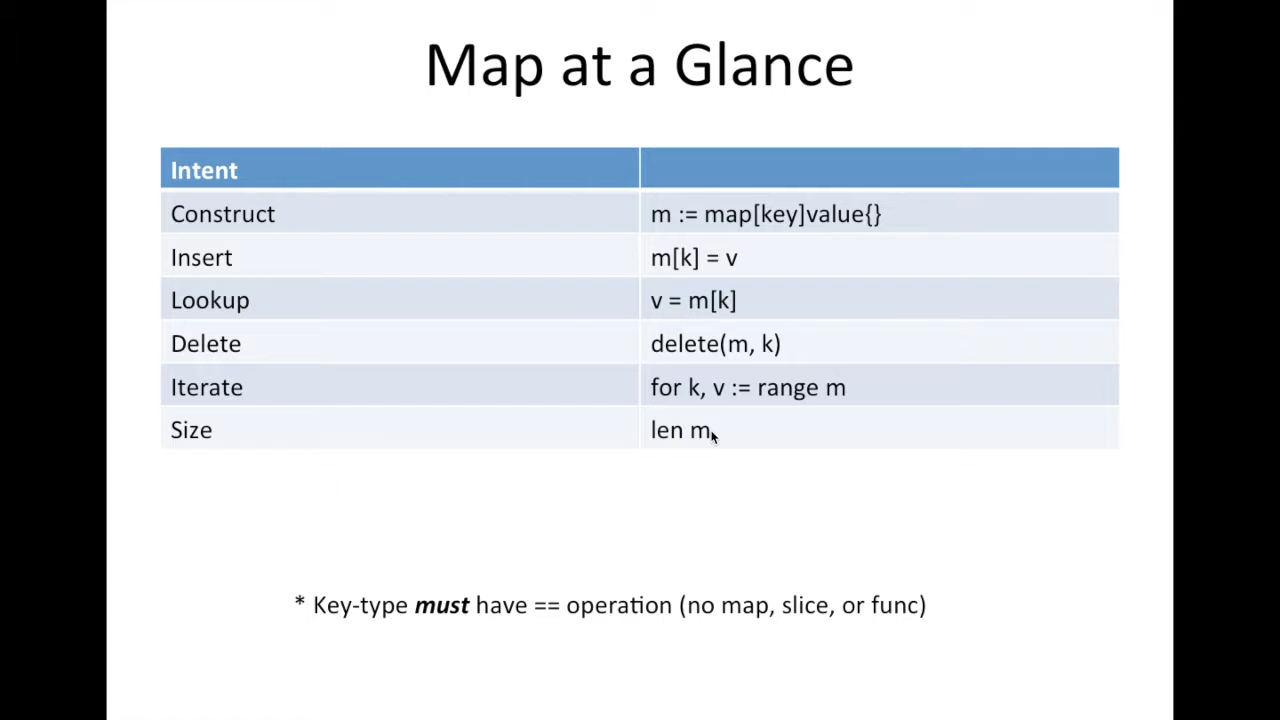 Map at a Glance
Intent
Construct m := map[key]value{}
Insert m[k] = v
Lookup v = m[k]
Delete delete(m, k)
Iterate for k, v := range m
Size len m
* Key-type must have == operation (no map, slice, or func)